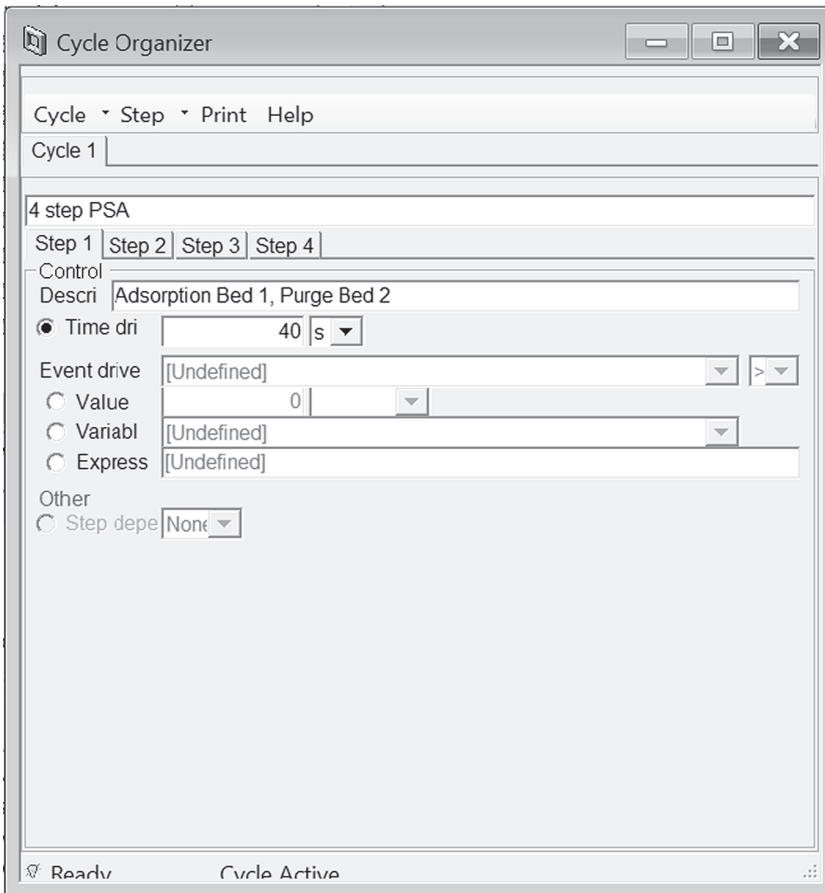 Cycle Organizer
Cycle Step Print Help
Cycle 1
4 step PSA
Step 1 Step 2 Step 3 Step 4
Control
Descri Adsorption Bed 1, Purge Bed 2
Time dri 40 s
Event drive [Undefined] >
Value 0
Variabl [Undefined]
Express [Undefined]
Other
Step depe None
Ready Cycle Active